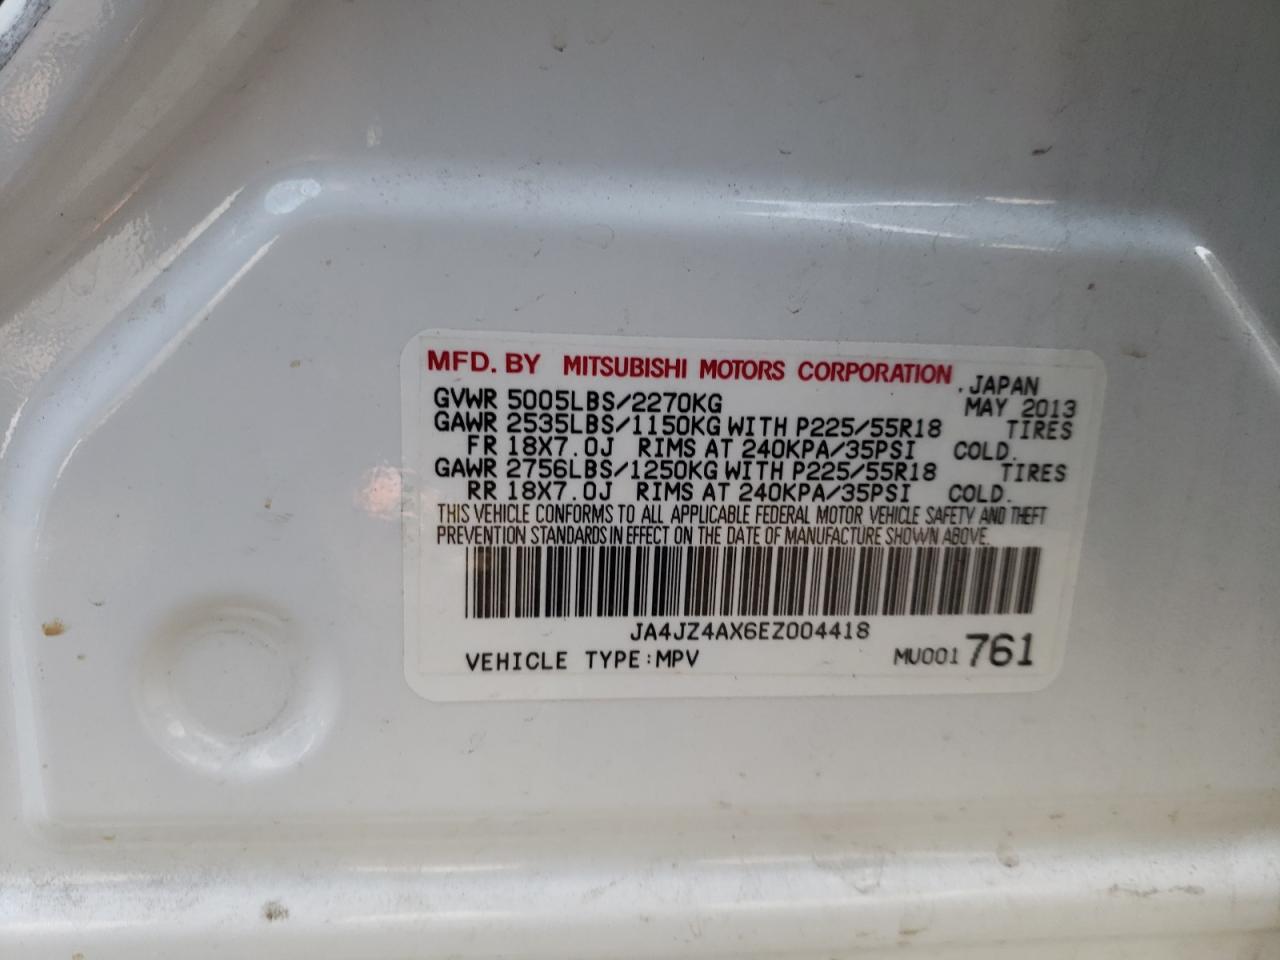 MFD. BY MITSUBISHI MOTORS CORPORATION, JAPAN
GVWR 5005LBS/2270KG MAY 2013
GAWR 2535LBS/1150KG WITH P225/55R18 TIRES
FR 18X7.0J RIMS AT 240KPA/35PSI COLD.
GAWR 2756LBS/1250KG WITH P225/55R18 TIRES
RR 18X7.0J RIMS AT 240KPA/35PSI COLD.
THIS VEHICLE CONFORMS TO ALL APPLICABLE FEDERAL MOTOR VEHICLE SAFETY AND THEFT
PREVENTION STANDARDS IN EFFECT ON THE DATE OF MANUFACTURE SHOWN ABOVE.
JA4JZ4AX6EZ004418
VEHICLE TYPE:MPV MU001761